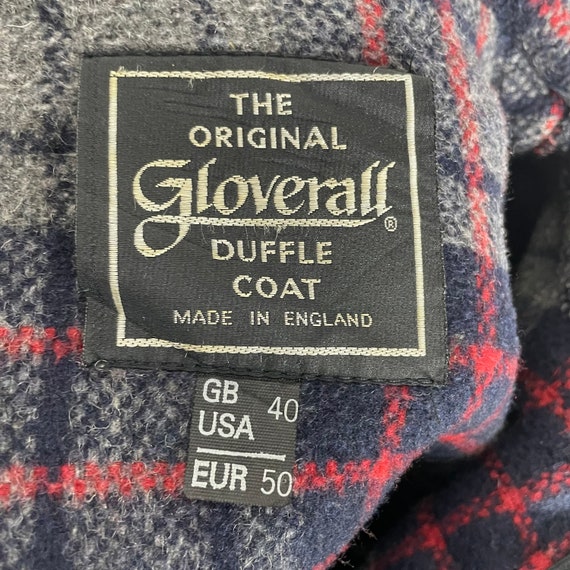 THE
ORIGINAL
Gloverall®
DUFFLE
COAT
MADE IN ENGLAND
GB
USA 40
EUR 50